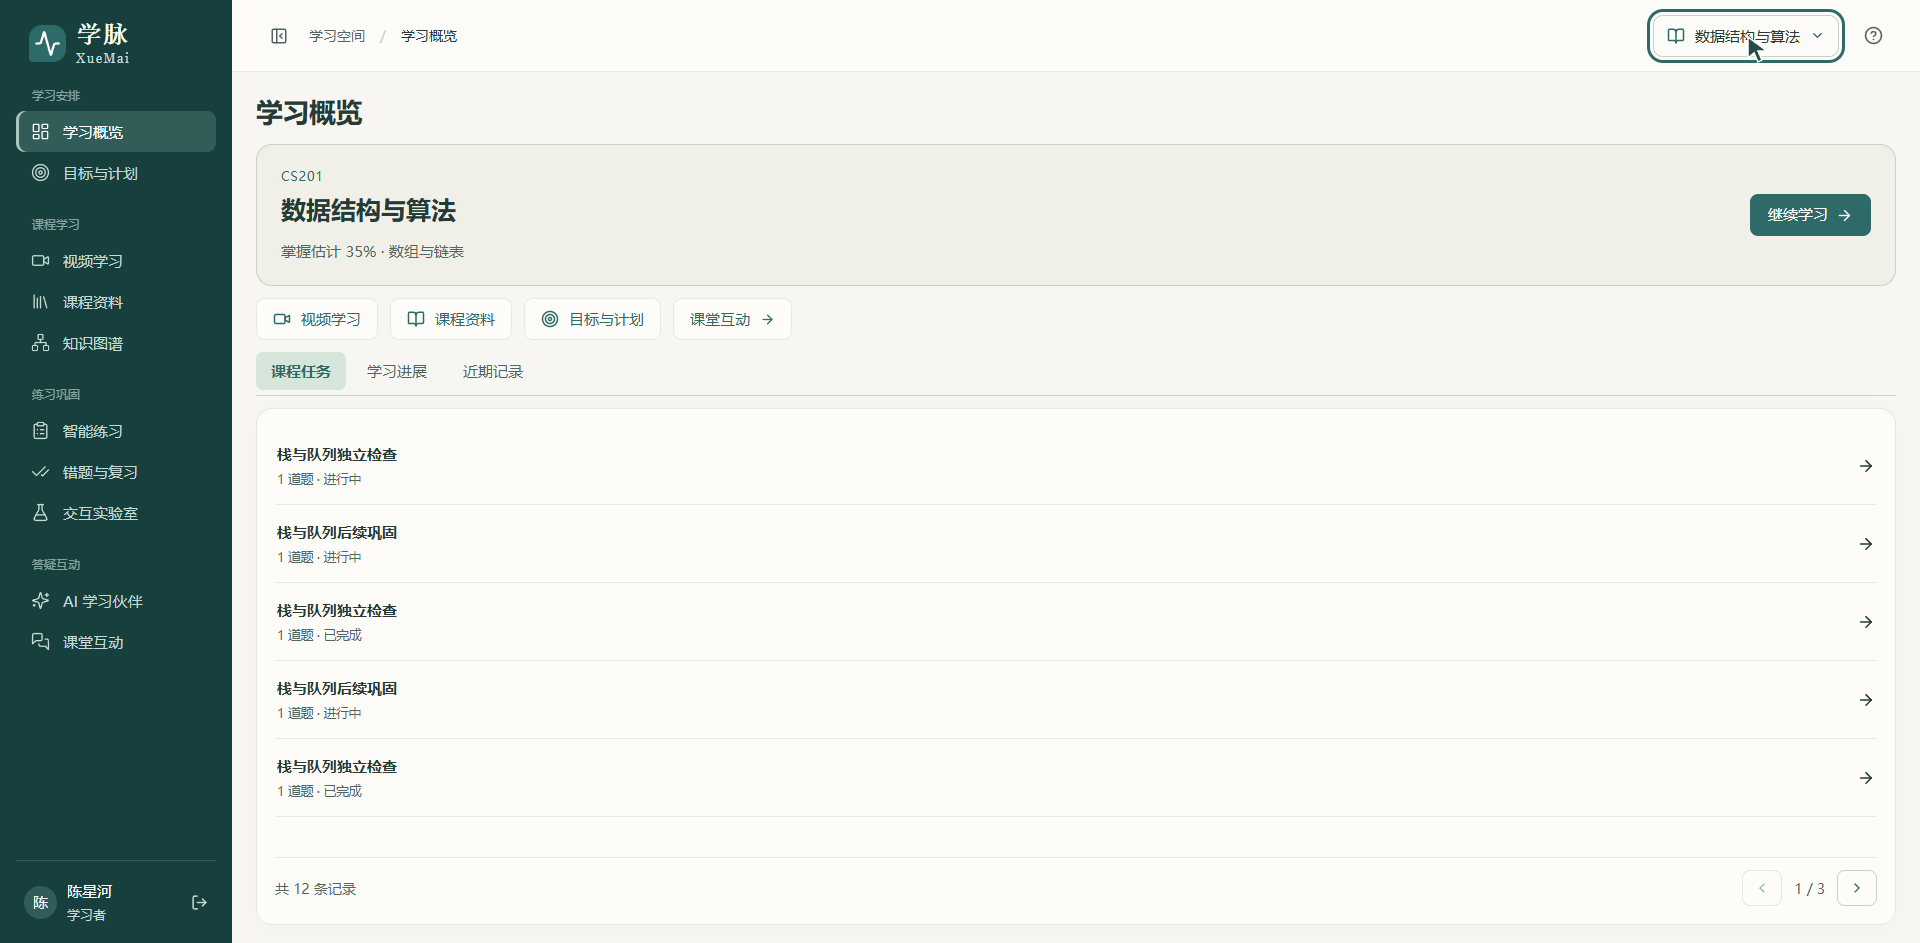 学脉
XueMai
学习安排
学习概览
目标与计划
课程学习
视频学习
课程资料
知识图谱
练习巩固
智能练习
错题与复习
交互实验室
答疑互动
AI 学习伙伴
课堂互动
陈
陈星河
学习者
学习空间 / 学习概览
数据结构与算法
学习概览
CS201
数据结构与算法
掌握估计 35% · 数组与链表
继续学习
视频学习
课程资料
目标与计划
课堂互动
课程任务
学习进展
近期记录
栈与队列独立检查
1 道题 · 进行中
栈与队列后续巩固
1 道题 · 进行中
栈与队列独立检查
1 道题 · 已完成
栈与队列后续巩固
1 道题 · 进行中
栈与队列独立检查
1 道题 · 已完成
共 12 条记录
1 / 3